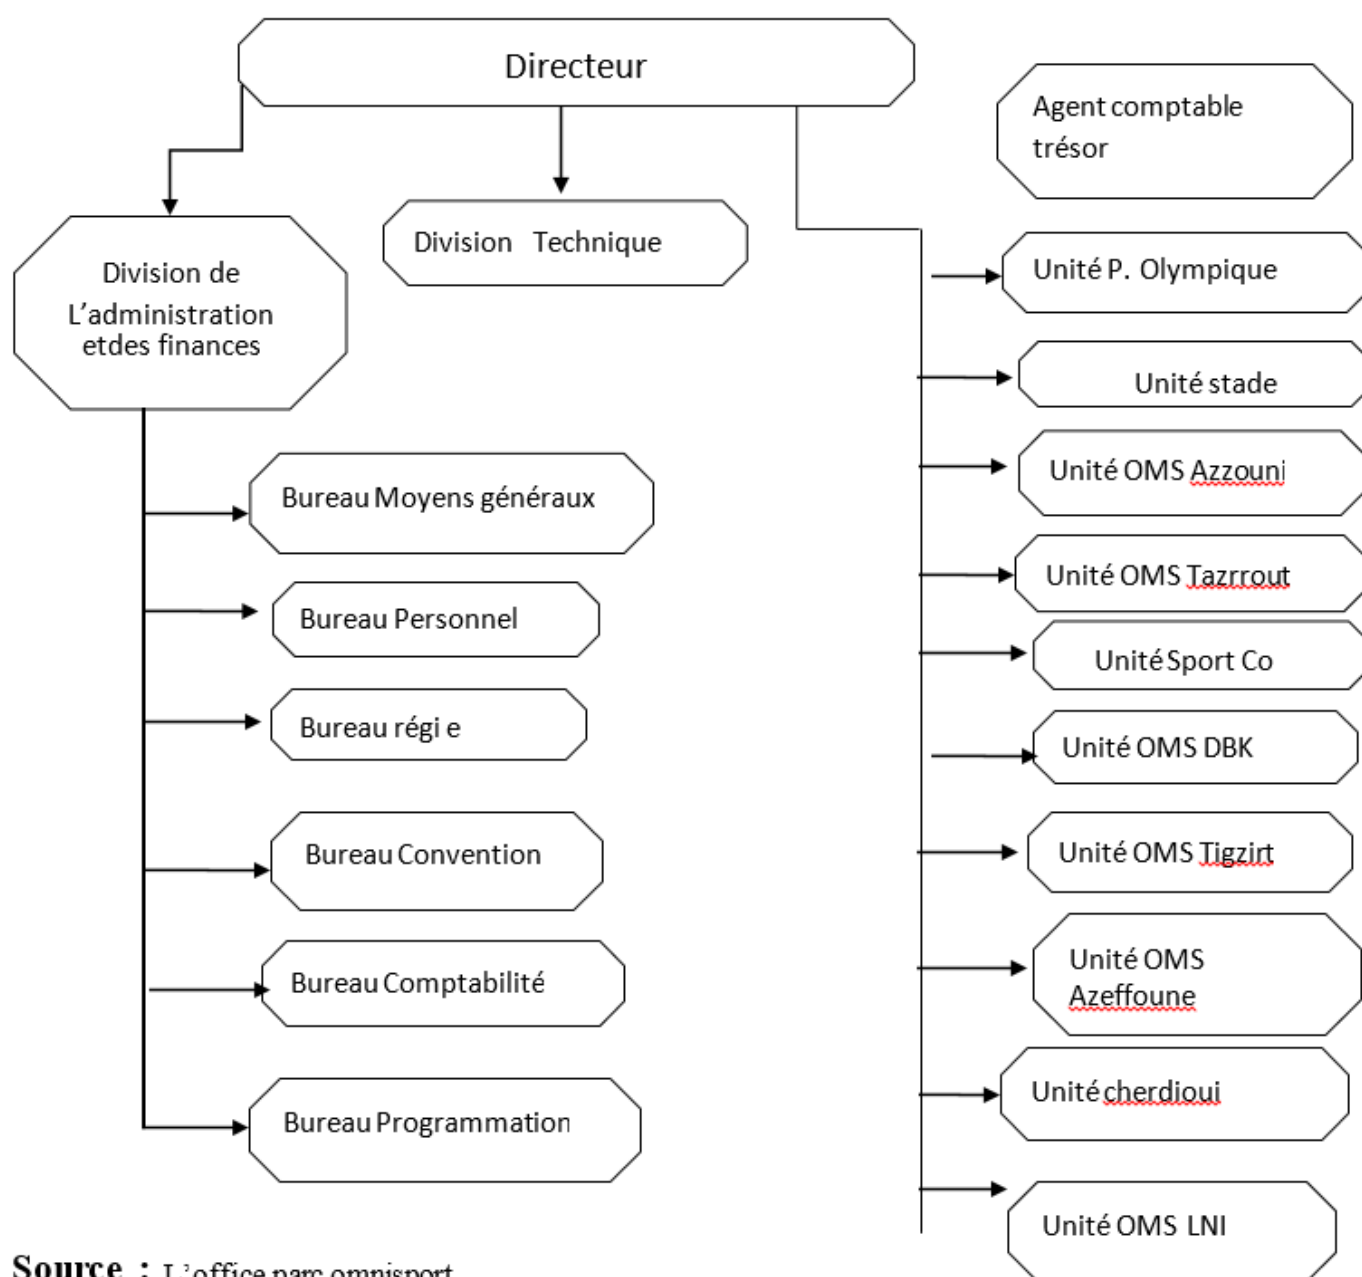 Directeur
Agent comptable
trésor
Division Technique
Division de
L’administration
etdes finances
Unité P. Olympique
Unité stade
Unité OMS Azzouni
Bureau Moyens généraux
Unité OMS Tazrrout
Bureau Personnel
Unité Sport Co
Bureau régi e
Unité OMS DBK
Bureau Convention
Unité OMS Tigzirt
Bureau Comptabilité
Unité OMS
Azeffoune
Bureau Programmation
Unité cherdioui
Unité OMS LNI
Source : L’office parc omnisport